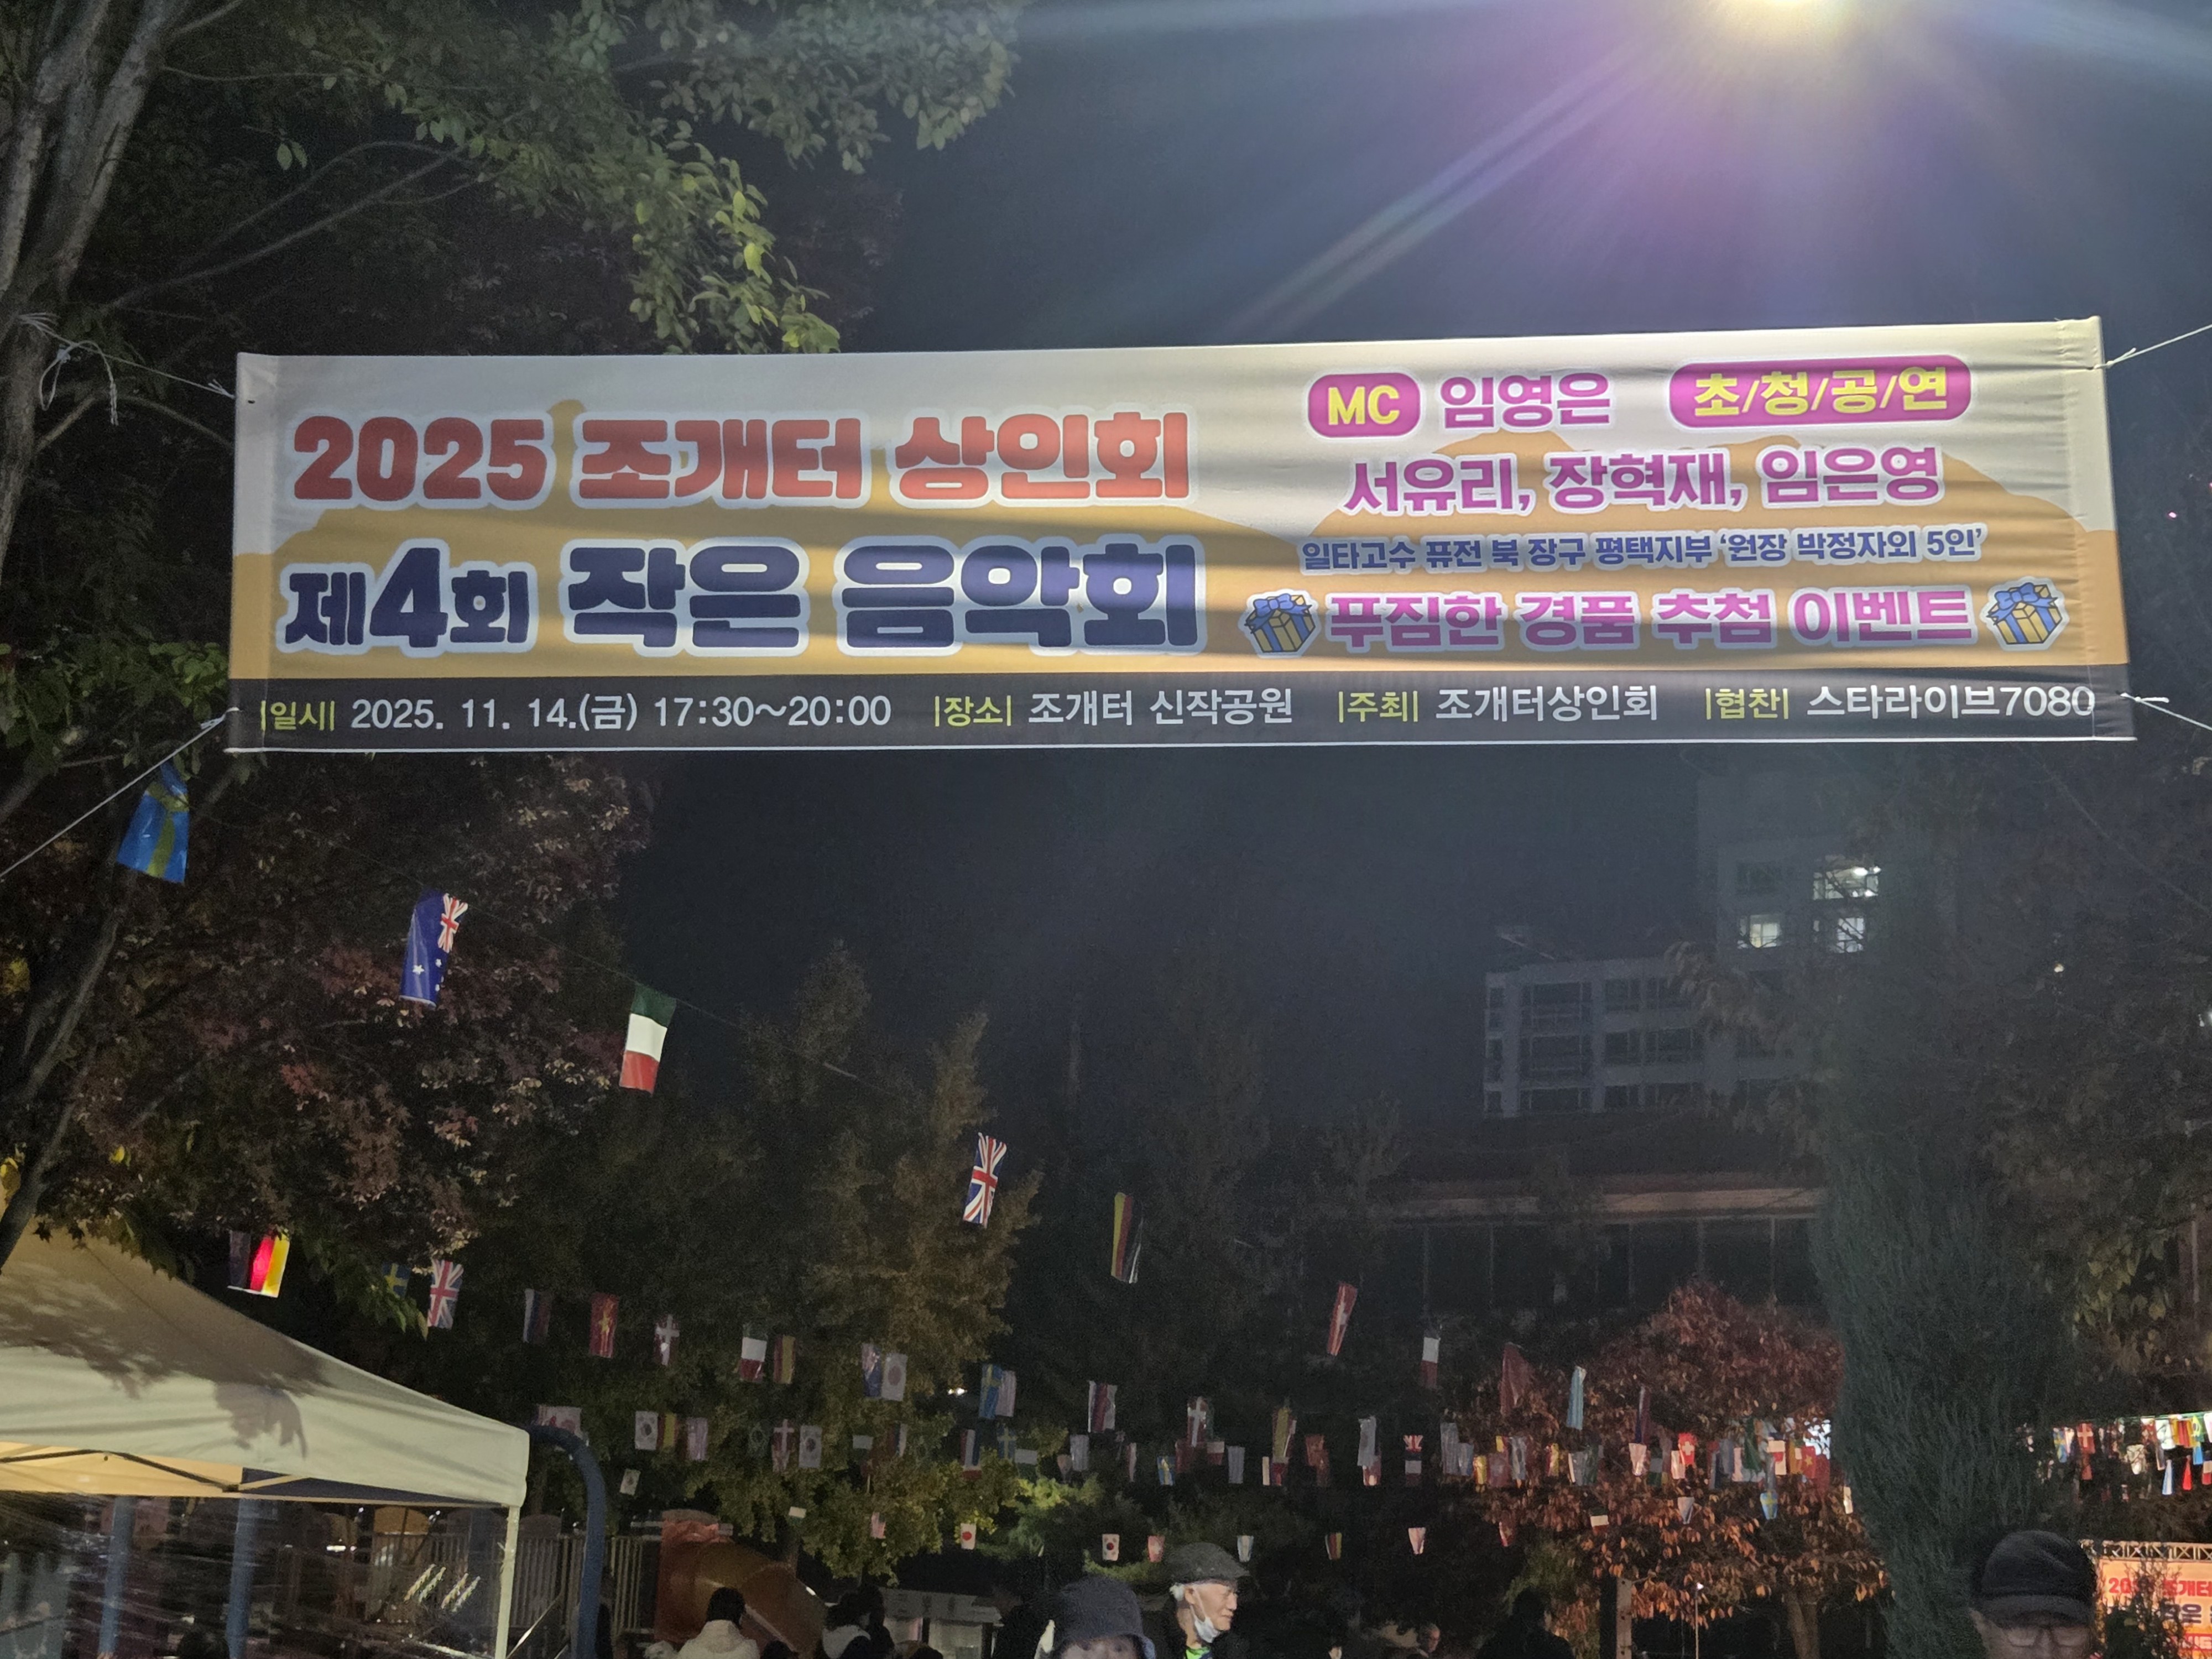 2025 조개터 상인회
제4회 작은 음악회
MC 임영은 초/청/공/연
서유리, 장혁재, 임은영
일타고수 퓨전 북 장구 평택지부 '원장 박정자외 5인'
푸짐한 경품 추첨 이벤트
|일시| 2025. 11. 14.(금) 17:30~20:00 |장소| 조개터 신작공원 |주최| 조개터상인회 |협찬| 스타라이브7080